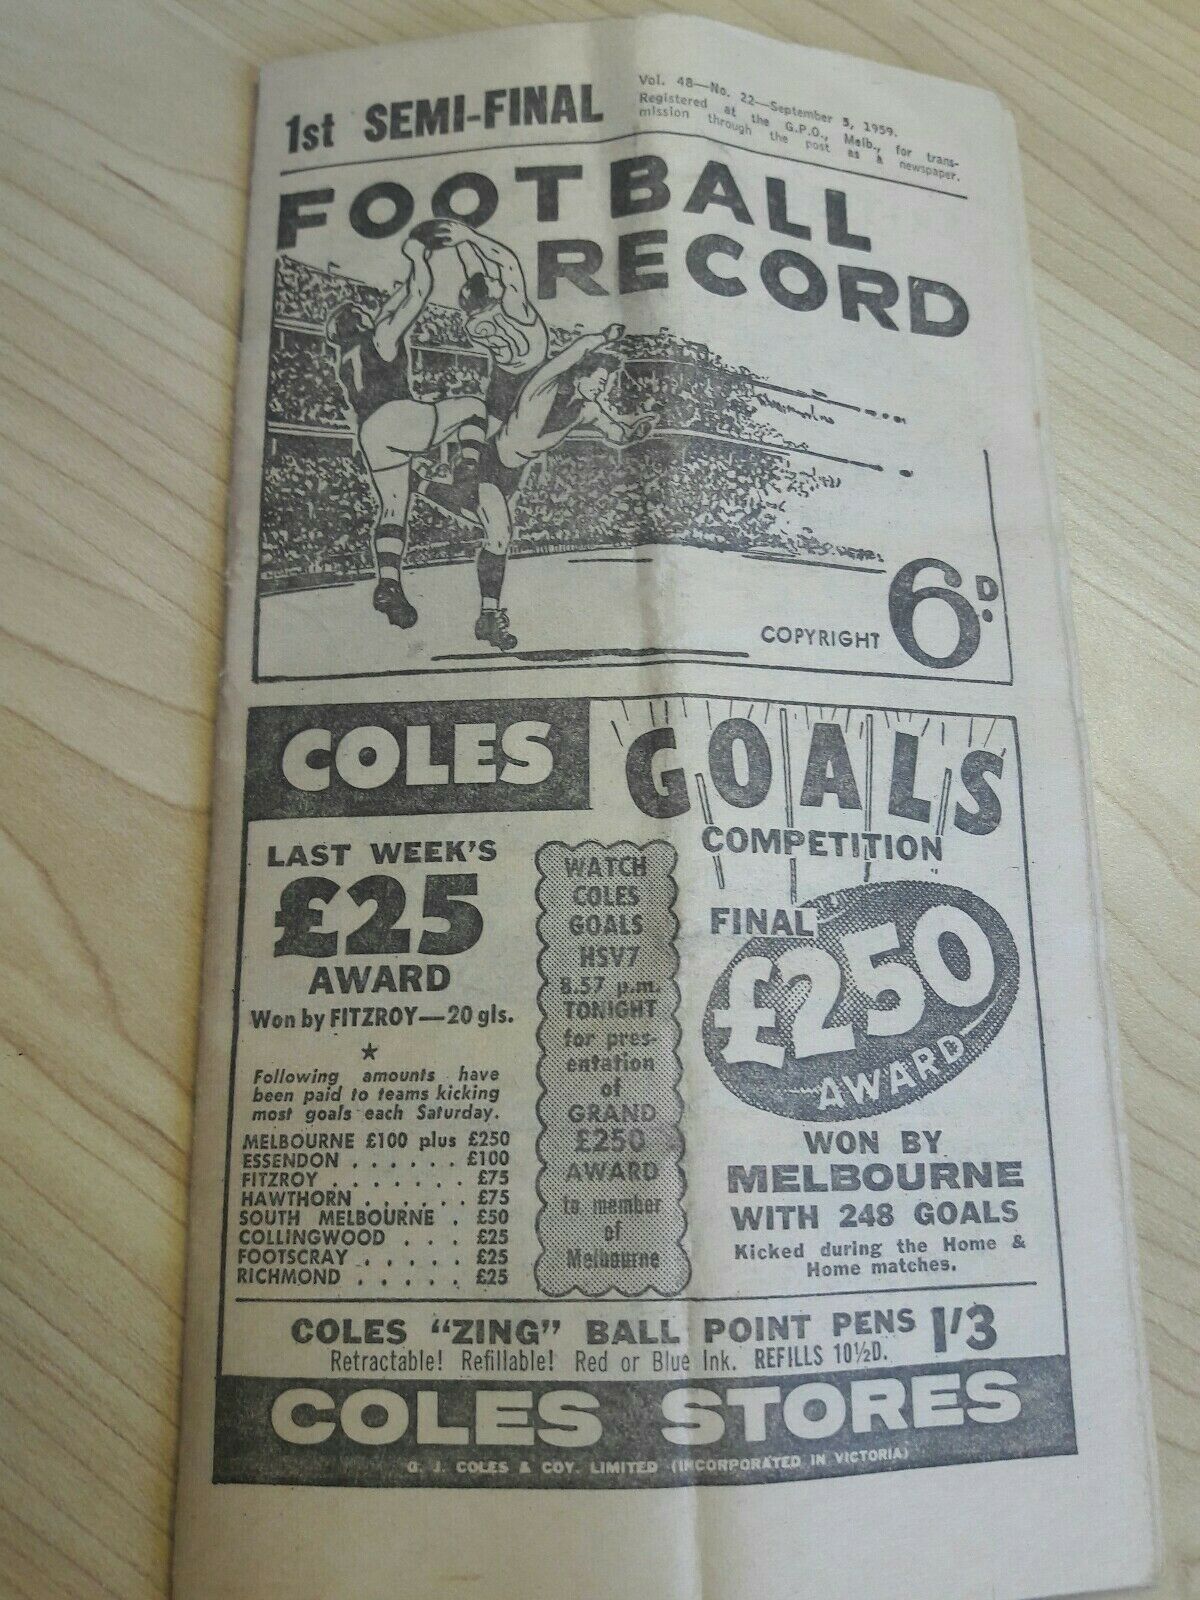 1st SEMI-FINAL
Vol. 48—No. 22—September 5, 1959.
Registered at the G.P.O., Melb., for trans-
mission through the post as a newspaper.
FOOTBALL
RECORD
7
COPYRIGHT 6D.
COLES
GOALS
COMPETITION
LAST WEEK'S
£25
AWARD
Won by FITZROY—20 gls.
★
Following amounts have
been paid to teams kicking
most goals each Saturday.
MELBOURNE £100 plus £250
ESSENDON . . . . . . £100
FITZROY . . . . . . . £75
HAWTHORN . . . . . . £75
SOUTH MELBOURNE . £50
COLLINGWOOD . . . £25
FOOTSCRAY . . . . . £25
RICHMOND . . . . . £25
WATCH
COLES
GOALS
HSV7
8.57 p.m.
TONIGHT
for pres-
entation
of
GRAND
£250
AWARD
to member
of
Melbourne
FINAL
£250
AWARD
WON BY
MELBOURNE
WITH 248 GOALS
Kicked during the Home &
Home matches.
COLES "ZING" BALL POINT PENS 1'3
Retractable! Refillable! Red or Blue Ink. REFILLS 10½D.
COLES STORES
G. J. COLES & COY. LIMITED (INCORPORATED IN VICTORIA)